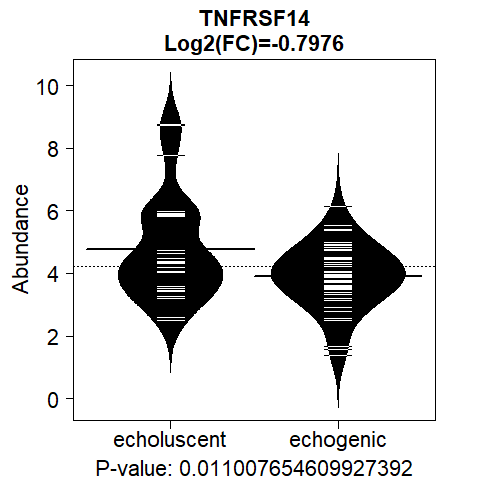 TNFRSF14
Log2(FC)=-0.7976
Abundance
10
8
6
4
2
0
echoluscent echogenic
P-value: 0.011007654609927392